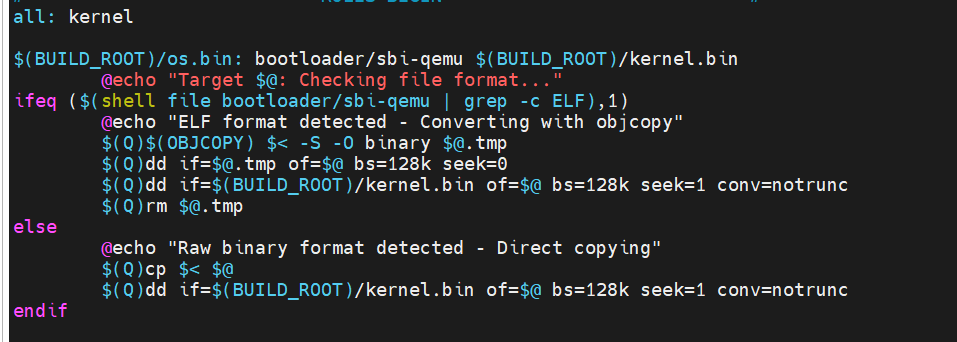 all: kernel
$(BUILD_ROOT)/os.bin: bootloader/sbi-qemu $(BUILD_ROOT)/kernel.bin
        @echo "Target $@: Checking file format..."
ifeq ($(shell file bootloader/sbi-qemu | grep -c ELF),1)
        @echo "ELF format detected - Converting with objcopy"
        $(Q)$(OBJCOPY) $< -S -O binary $@.tmp
        $(Q)dd if=$@.tmp of=$@ bs=128k seek=0
        $(Q)dd if=$(BUILD_ROOT)/kernel.bin of=$@ bs=128k seek=1 conv=notrunc
        $(Q)rm $@.tmp
else
        @echo "Raw binary format detected - Direct copying"
        $(Q)cp $< $@
        $(Q)dd if=$(BUILD_ROOT)/kernel.bin of=$@ bs=128k seek=1 conv=notrunc
endif